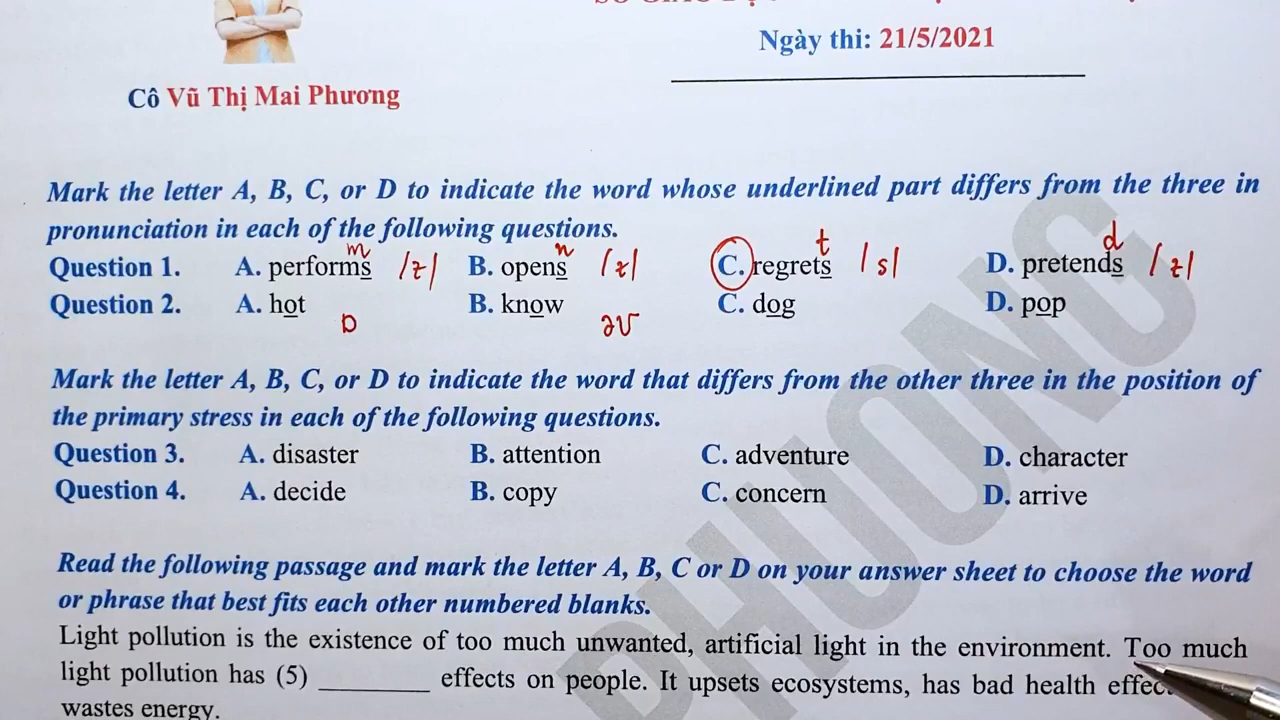 Ngày thi: 21/5/2021
Cô Vũ Thị Mai Phương
Mark the letter A, B, C, or D to indicate the word whose underlined part differs from the three in
pronunciation in each of the following questions.
m n t d
Question 1. A. performs /z/ B. opens /z/ C. regrets /s/ D. pretends /z/
Question 2. A. hot B. know C. dog D. pop
ɒ əʊ
Mark the letter A, B, C, or D to indicate the word that differs from the other three in the position of
the primary stress in each of the following questions.
Question 3. A. disaster B. attention C. adventure D. character
Question 4. A. decide B. copy C. concern D. arrive
Read the following passage and mark the letter A, B, C or D on your answer sheet to choose the word
or phrase that best fits each other numbered blanks.
Light pollution is the existence of too much unwanted, artificial light in the environment. Too much
light pollution has (5) ________ effects on people. It upsets ecosystems, has bad health
wastes energy.
PHUONG